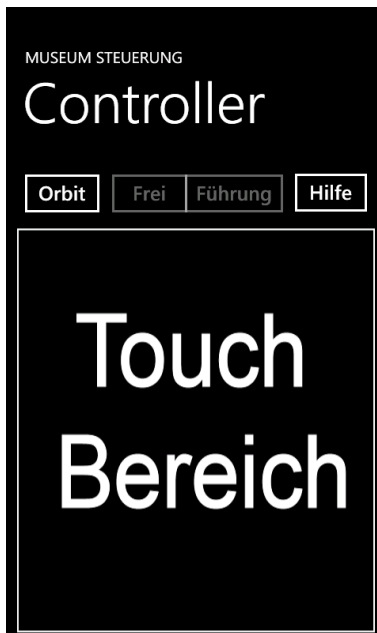 MUSEUM STEUERUNG
Controller
Orbit Frei Führung Hilfe
Touch
Bereich